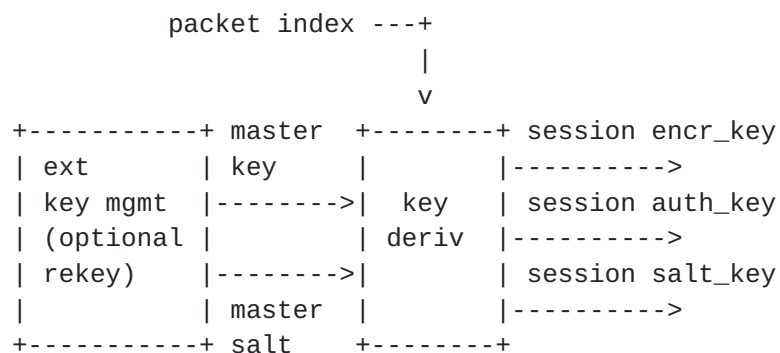 packet index ---+
|
v
+-----------+ master +--------+ session encr_key
| ext | key | |---------->
| key mgmt |-------->| key | session auth_key
| (optional | | deriv |---------->
| rekey) |-------->| | session salt_key
| | master | |---------->
+-----------+ salt +--------+